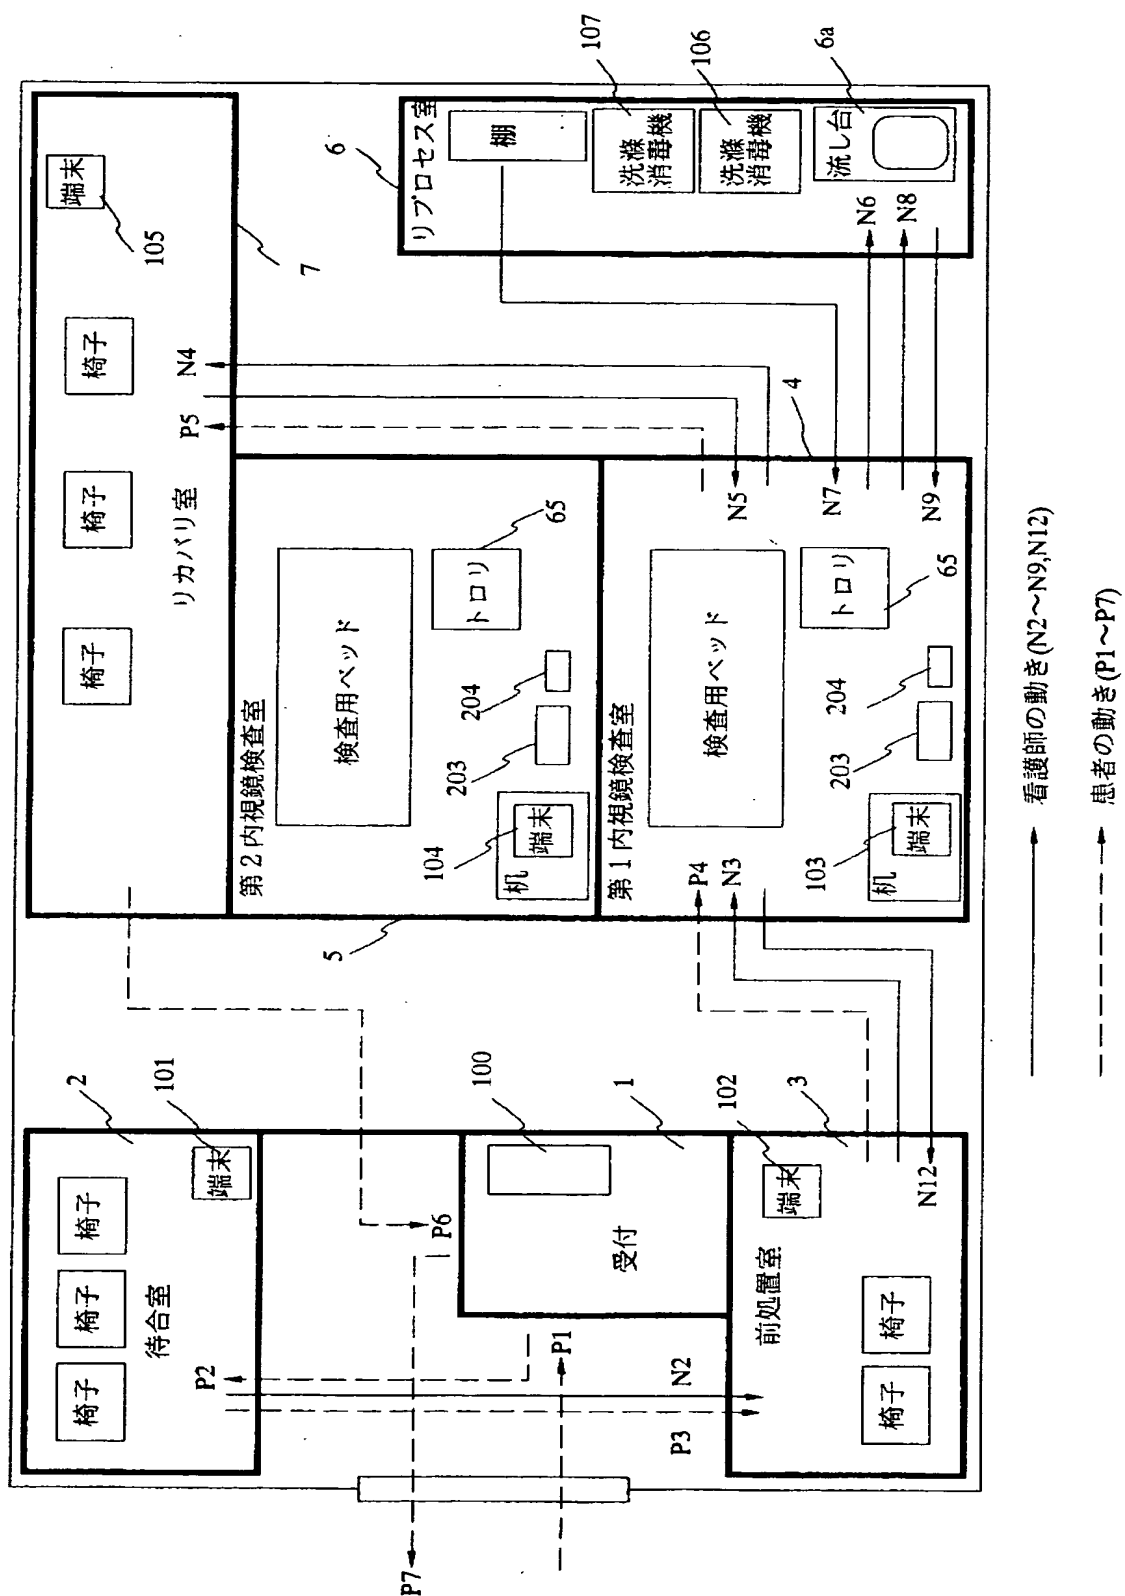 105
端末
7
椅子
椅子
椅子
リカバリ室
N4
P5
リプロセス室
6
棚
107
洗滌
消毒機
106
洗滌
消毒機
6a
流し台
N6
N8
第2内視鏡検査室
検査用ベッド
トロリ
65
204
203
104
机
端末
5
第1内視鏡検査室
4
N5
N7
N9
検査用ベッド
トロリ
65
204
203
103
机
端末
P4
N3
2
101
端末
椅子
椅子
椅子
待合室
P2
P6
P7
100
1
受付
P1
N2
P3
102
3
端末
前処置室
椅子
椅子
N12
看護師の動き(N2～N9,N12)
患者の動き(P1～P7)